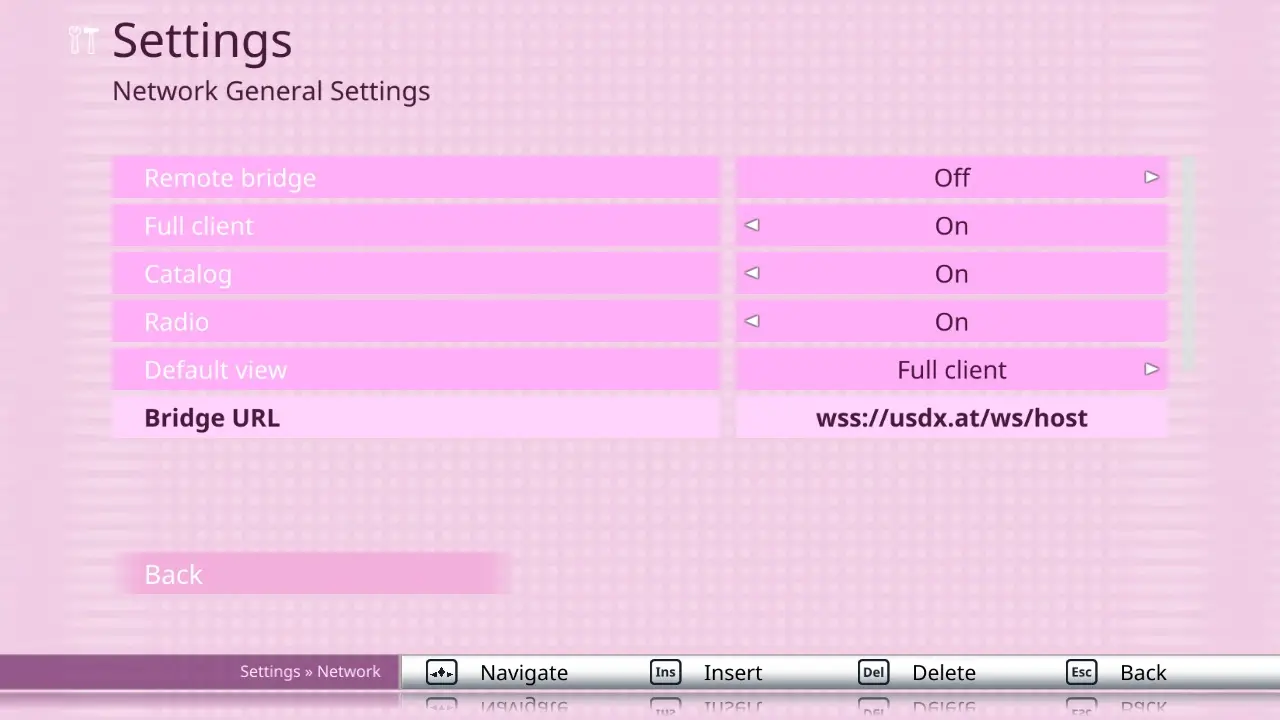 Settings
Network General Settings
Remote bridge Off
Full client On
Catalog On
Radio On
Default view Full client
Bridge URL wss://usdx.at/ws/host
Back
Settings » Network Navigate Ins Insert Del Delete Esc Back